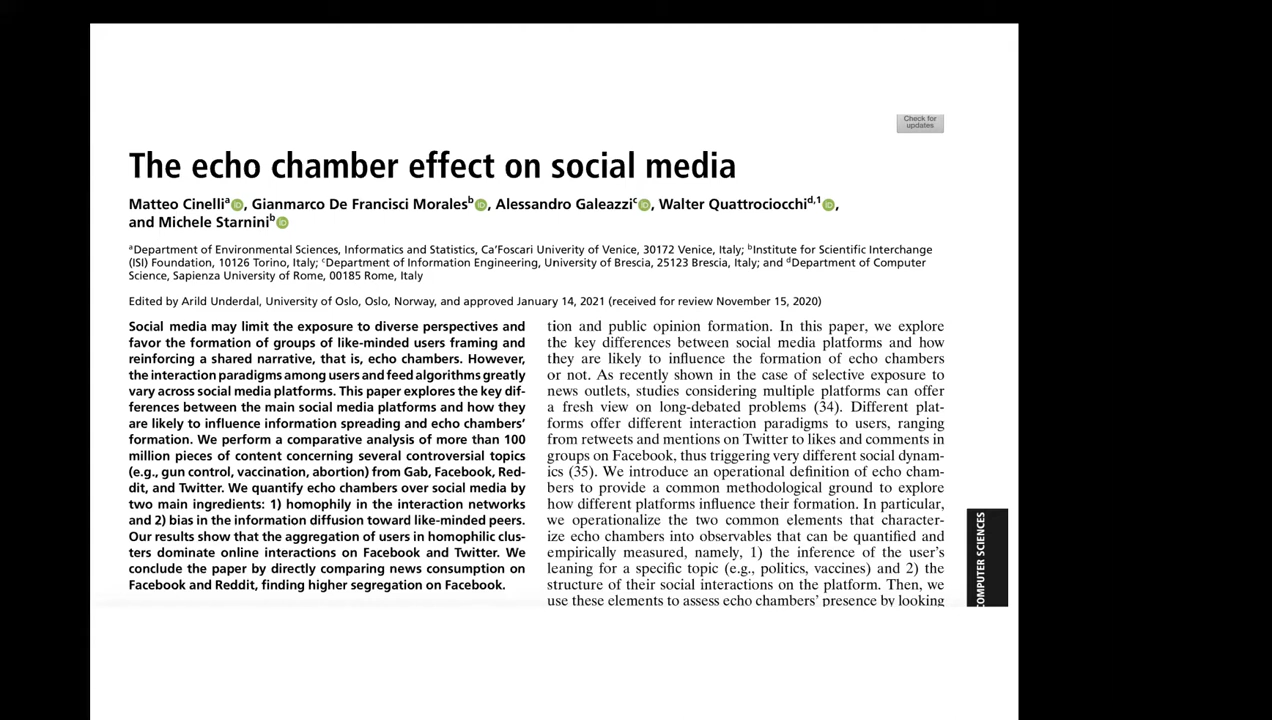 Check for
updates
The echo chamber effect on social media
Matteo Cinelliᵃ, Gianmarco De Francisci Moralesᵇ, Alessandro Galeazziᶜ, Walter Quattrociocchiᵈ,¹,
and Michele Starniniᵇ
ᵃDepartment of Environmental Sciences, Informatics and Statistics, Ca’Foscari Univerity of Venice, 30172 Venice, Italy; ᵇInstitute for Scientific Interchange
(ISI) Foundation, 10126 Torino, Italy; ᶜDepartment of Information Engineering, University of Brescia, 25123 Brescia, Italy; and ᵈDepartment of Computer
Science, Sapienza University of Rome, 00185 Rome, Italy
Edited by Arild Underdal, University of Oslo, Oslo, Norway, and approved January 14, 2021 (received for review November 15, 2020)
Social media may limit the exposure to diverse perspectives and
favor the formation of groups of like-minded users framing and
reinforcing a shared narrative, that is, echo chambers. However,
the interaction paradigms among users and feed algorithms greatly
vary across social media platforms. This paper explores the key dif-
ferences between the main social media platforms and how they
are likely to influence information spreading and echo chambers’
formation. We perform a comparative analysis of more than 100
million pieces of content concerning several controversial topics
(e.g., gun control, vaccination, abortion) from Gab, Facebook, Red-
dit, and Twitter. We quantify echo chambers over social media by
two main ingredients: 1) homophily in the interaction networks
and 2) bias in the information diffusion toward like-minded peers.
Our results show that the aggregation of users in homophilic clus-
ters dominate online interactions on Facebook and Twitter. We
conclude the paper by directly comparing news consumption on
Facebook and Reddit, finding higher segregation on Facebook.
tion and public opinion formation. In this paper, we explore
the key differences between social media platforms and how
they are likely to influence the formation of echo chambers
or not. As recently shown in the case of selective exposure to
news outlets, studies considering multiple platforms can offer
a fresh view on long-debated problems (34). Different plat-
forms offer different interaction paradigms to users, ranging
from retweets and mentions on Twitter to likes and comments in
groups on Facebook, thus triggering very different social dynam-
ics (35). We introduce an operational definition of echo cham-
bers to provide a common methodological ground to explore
how different platforms influence their formation. In particular,
we operationalize the two common elements that character-
ize echo chambers into observables that can be quantified and
empirically measured, namely, 1) the inference of the user’s
leaning for a specific topic (e.g., politics, vaccines) and 2) the
structure of their social interactions on the platform. Then, we
use these elements to assess echo chambers’ presence by looking
COMPUTER SCIENCES